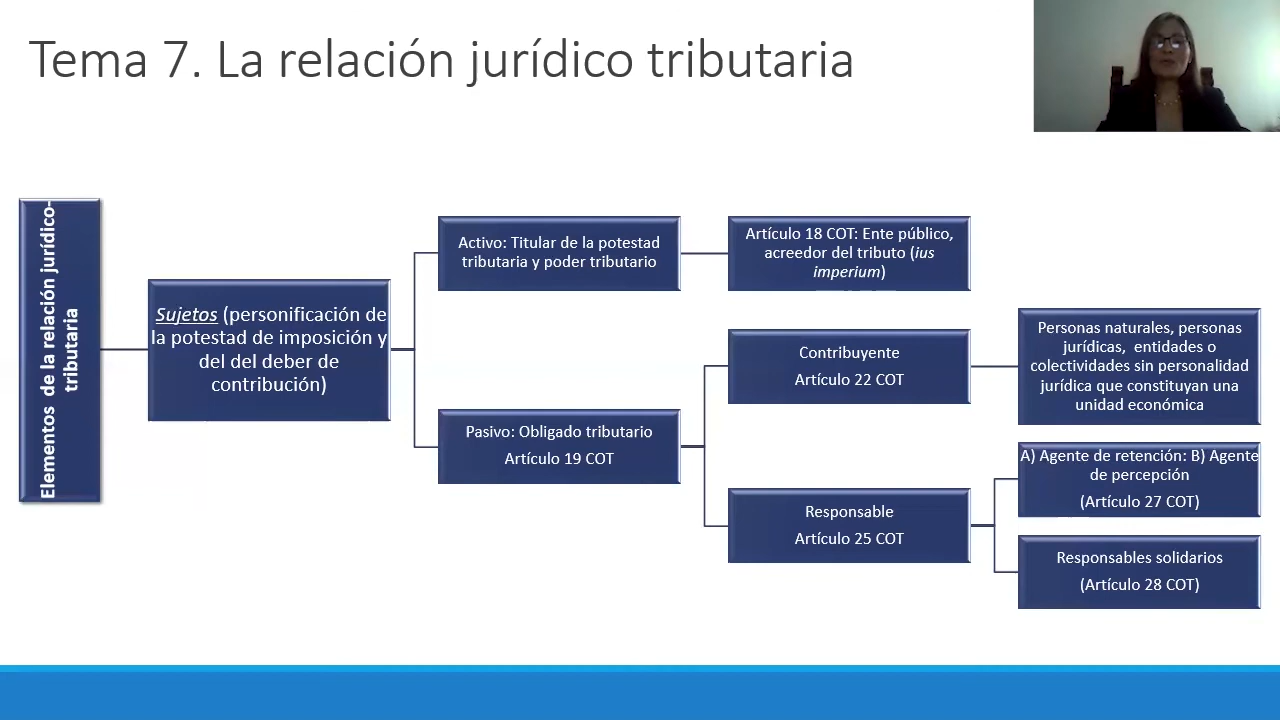 Tema 7. La relación jurídico tributaria
Elementos de la relación jurídico-
tributaria
Sujetos (personificación de
la potestad de imposición y
del del deber de
contribución)
Activo: Titular de la potestad
tributaria y poder tributario
Artículo 18 COT: Ente público,
acreedor del tributo (ius
imperium)
Pasivo: Obligado tributario
Artículo 19 COT
Contribuyente
Artículo 22 COT
Personas naturales, personas
jurídicas, entidades o
colectividades sin personalidad
jurídica que constituyan una
unidad económica
Responsable
Artículo 25 COT
A) Agente de retención: B) Agente
de percepción
(Artículo 27 COT)
Responsables solidarios
(Artículo 28 COT)